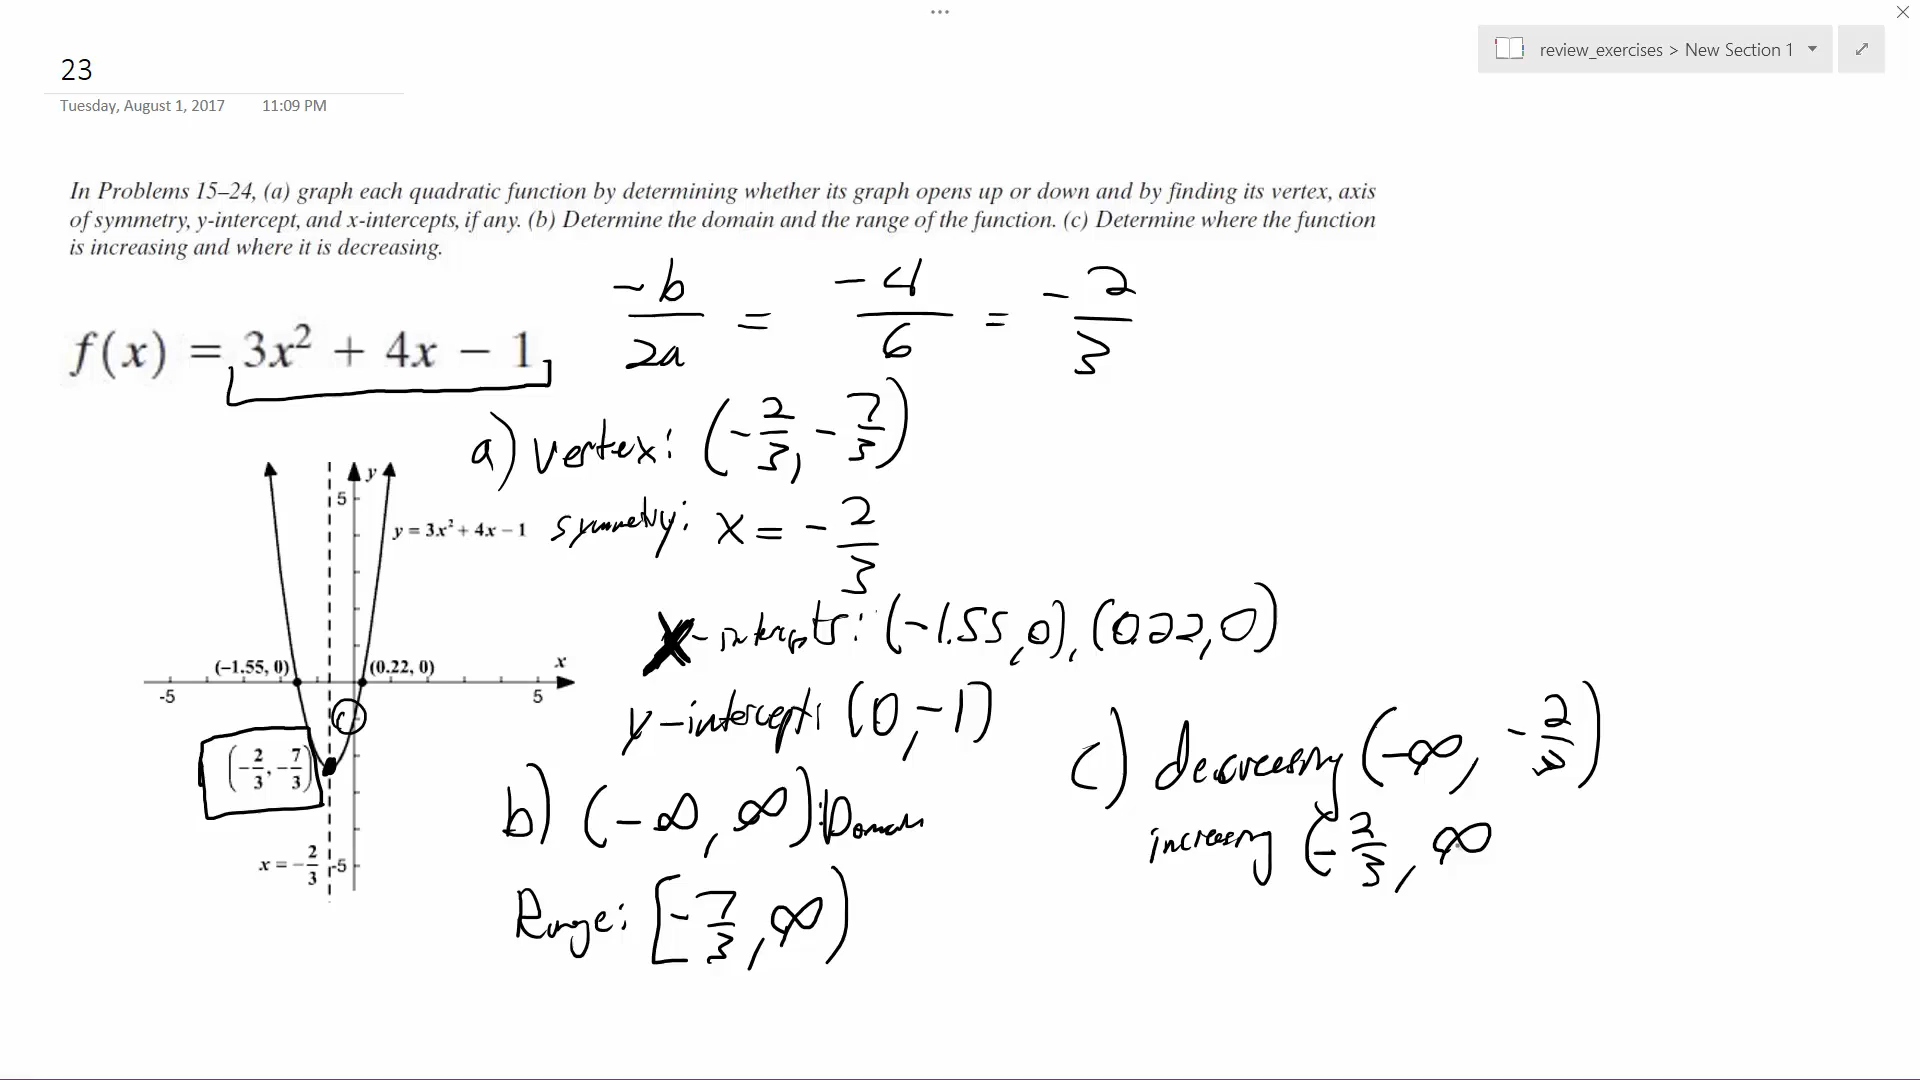 ...
review_exercises > New Section 1
23
Tuesday, August 1, 2017 11:09 PM
In Problems 15–24, (a) graph each quadratic function by determining whether its graph opens up or down and by finding its vertex, axis
of symmetry, y-intercept, and x-intercepts, if any. (b) Determine the domain and the range of the function. (c) Determine where the function
is increasing and where it is decreasing.
-b/2a = -4/6 = -2/3
f(x) = 3x² + 4x − 1
a) vertex: (-2/3, -7/3)
symmetry: x = -2/3
x-intercepts: (-1.55, 0), (0.22, 0)
y-intercept: (0, -1)
b) (-∞, ∞): Domain
Range: [-7/3, ∞)
c) decreasing (-∞, -2/3)
increasing (-2/3, ∞
y
5
y = 3x² + 4x − 1
(−1.55, 0)
(0.22, 0)
x
-5
5
(−2/3, −7/3)
x = −2/3
-5